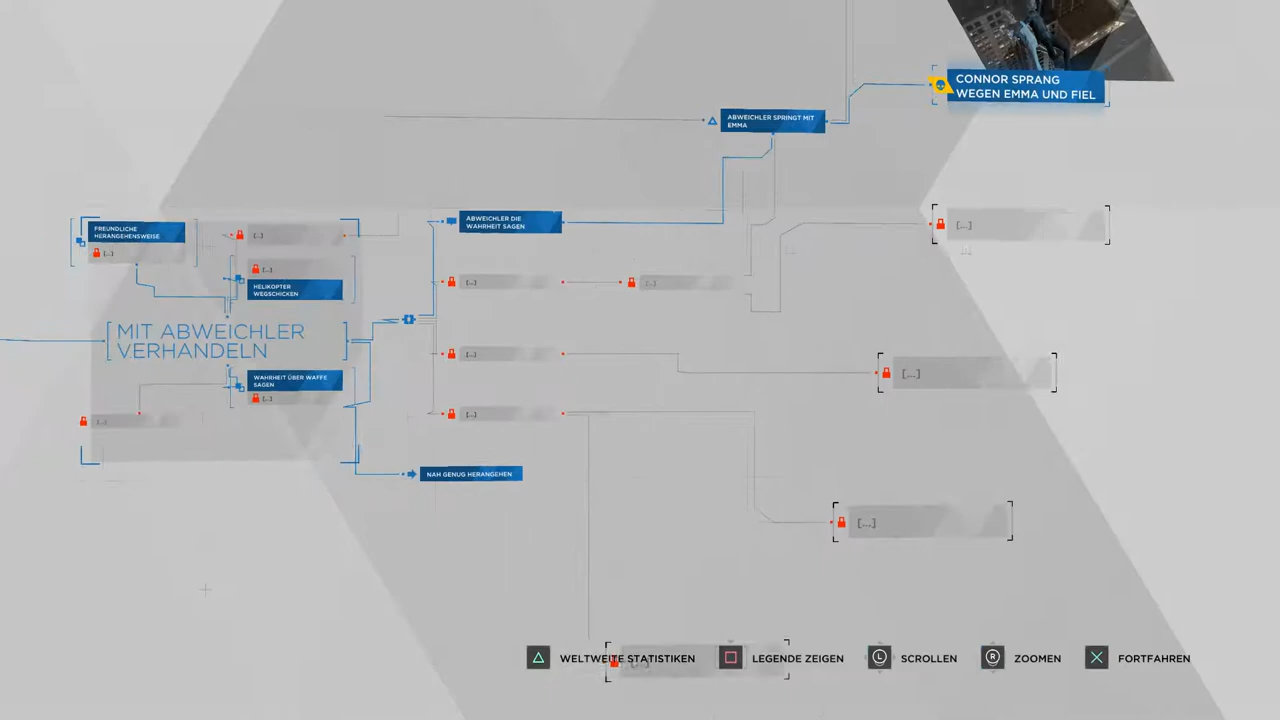 CONNOR SPRANG
WEGEN EMMA UND FIEL
ABWEICHLER SPRINGT MIT
EMMA
ABWEICHLER DIE
WAHRHEIT SAGEN
[...]
FREUNDLICHE
HERANGEHENSWEISE
[...]
[...]
[...]
HELIKOPTER
WEGSCHICKEN
[...]
[...]
MIT ABWEICHLER
VERHANDELN
[...]
[...]
WAHRHEIT ÜBER WAFFE
SAGEN
[...]
[...]
[...]
NAH GENUG HERANGEHEN
[...]
[...]
WELTWEITE STATISTIKEN
LEGENDE ZEIGEN
L
SCROLLEN
R
ZOOMEN
FORTFAHREN